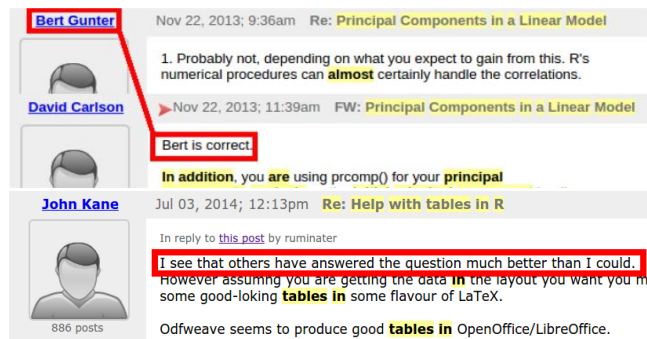 Bert Gunter Nov 22, 2013; 9:36am Re: Principal Components in a Linear Model
1. Probably not, depending on what you expect to gain from this. R's
numerical procedures can almost certainly handle the correlations.
David Carlson Nov 22, 2013; 11:39am FW: Principal Components in a Linear Model
Bert is correct.
In addition, you are using prcomp() for your principal
John Kane Jul 03, 2014; 12:13pm Re: Help with tables in R
In reply to this post by ruminater
I see that others have answered the question much better than I could.
However assumng you are getting the data in the layout you want you m
some good-loking tables in some flavour of LaTeX.
886 posts
Odfweave seems to produce good tables in OpenOffice/LibreOffice.